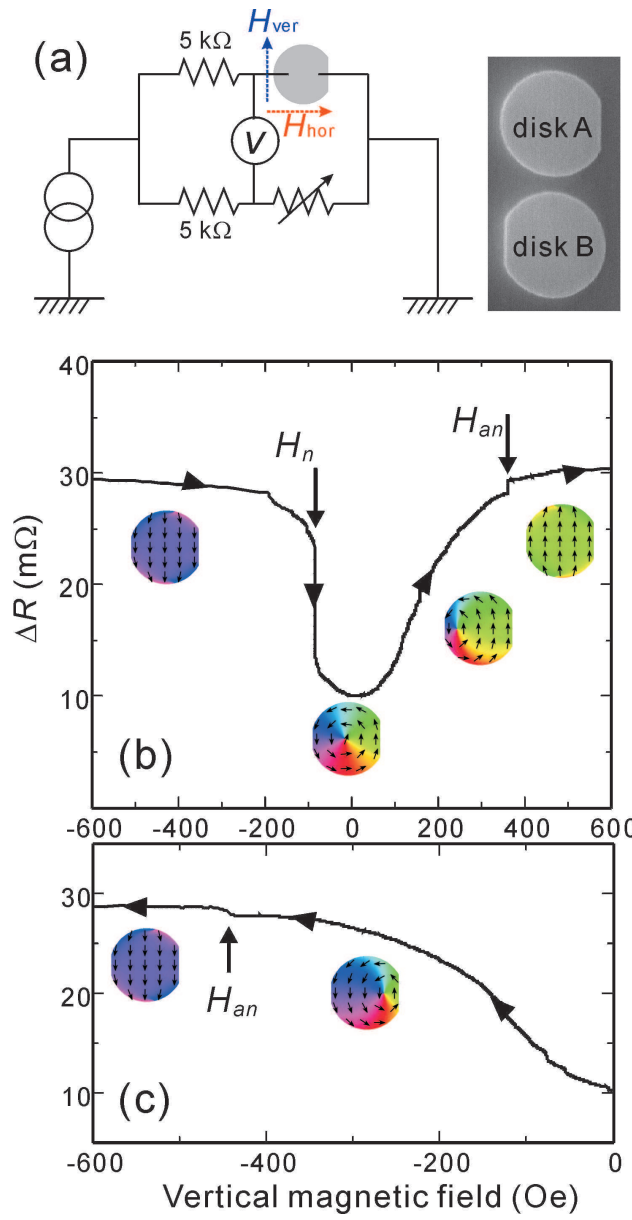 (a)
5 kΩ
H_ver
H_hor
V
5 kΩ
disk A
disk B
40
30
20
10
ΔR (mΩ)
H_n
H_an
(b)
-600 -400 -200 0 200 400 600
30
20
10
H_an
(c)
-600 -400 -200 0
Vertical magnetic field (Oe)